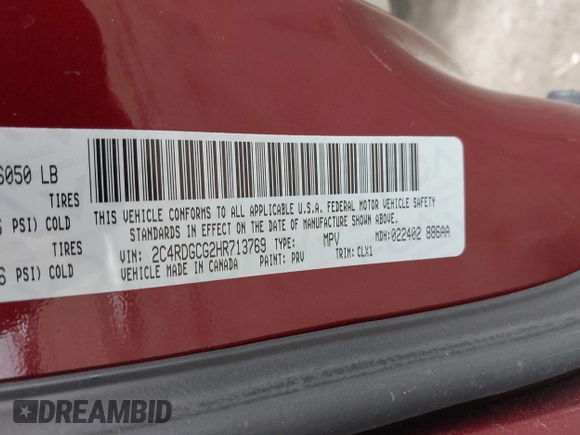 6050 LB
TIRES
PSI) COLD
TIRES
6 PSI) COLD
THIS VEHICLE CONFORMS TO ALL APPLICABLE U.S.A. FEDERAL MOTOR VEHICLE SAFETY
STANDARDS IN EFFECT ON THE DATE OF MANUFACTURE SHOWN ABOVE.
VIN: 2C4RDGCG2HR713769 TYPE: MPV MDH:022402 886AA
VEHICLE MADE IN CANADA PAINT: PRV TRIM: CLX1
DREAMBID